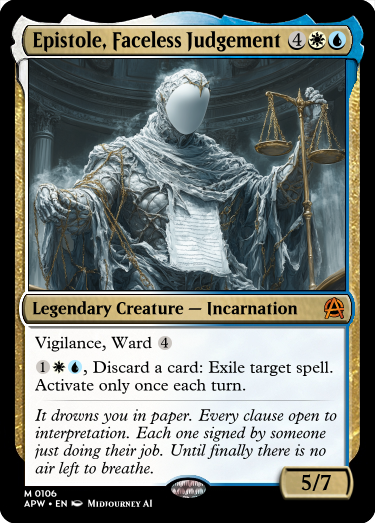 Epistole, Faceless Judgement 4
Legendary Creature — Incarnation
Vigilance, Ward 4
1, Discard a card: Exile target spell.
Activate only once each turn.
It drowns you in paper. Every clause open to
interpretation. Each one signed by someone
just doing their job. Until finally there is no
air left to breathe.
5/7
M 0106
APW • EN Midjourney AI